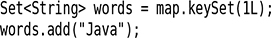 Set<String> words = map.keySet(1L);
words.add("Java");